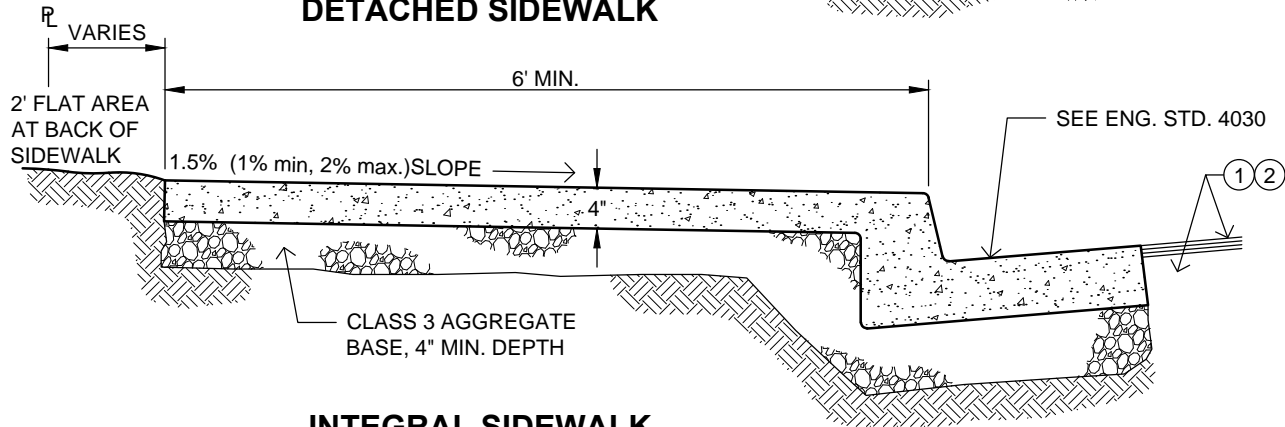 DETACHED SIDEWALK
PL
VARIES
6' MIN.
2' FLAT AREA
AT BACK OF
SIDEWALK
SEE ENG. STD. 4030
1.5% (1% min, 2% max.)SLOPE
1 2
4"
CLASS 3 AGGREGATE
BASE, 4" MIN. DEPTH
INTEGRAL SIDEWALK